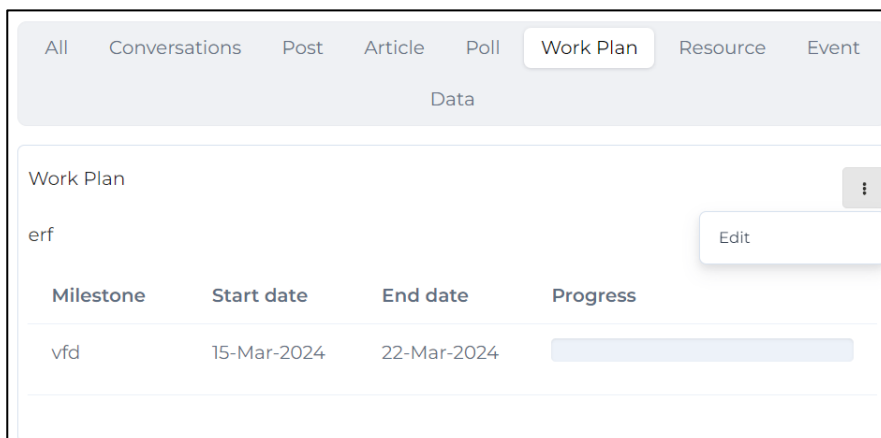 All Conversations Post Article Poll Work Plan Resource Event
Data
Work Plan
erf
Edit
Milestone Start date End date Progress
vfd 15-Mar-2024 22-Mar-2024